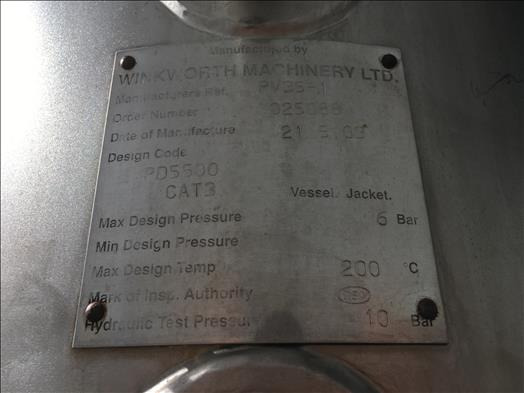 Manufactured by
WINKWORTH MACHINERY LTD.
Manufacturers Ref. PV35-1
Order Number
Date of Manufacture 21 5 03
Design Code
PD5500
CAT3 Vessel. Jacket.
Max Design Pressure 6 Bar
Min Design Pressure
Max Design Temp 200 °C
Mark of Insp. Authority
Hydraulic Test Pressure 10 Bar